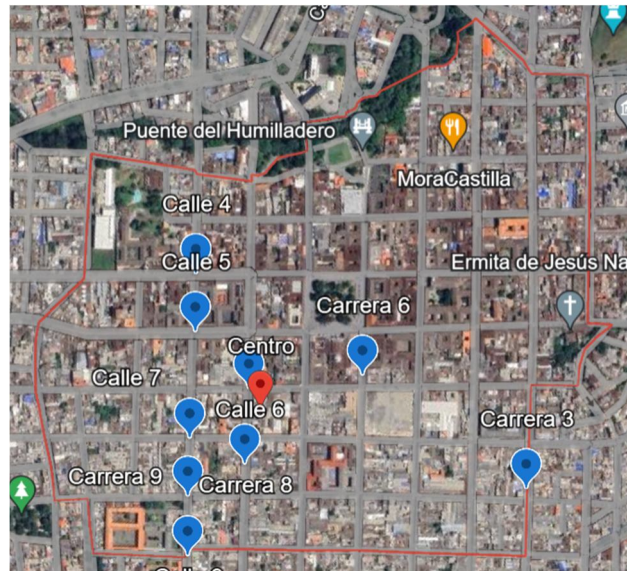 Puente del Humilladero
MoraCastilla
Calle 4
Calle 5
Ermita de Jesús Na
Carrera 6
Centro
Calle 7
Calle 6
Carrera 3
Carrera 9
Carrera 8